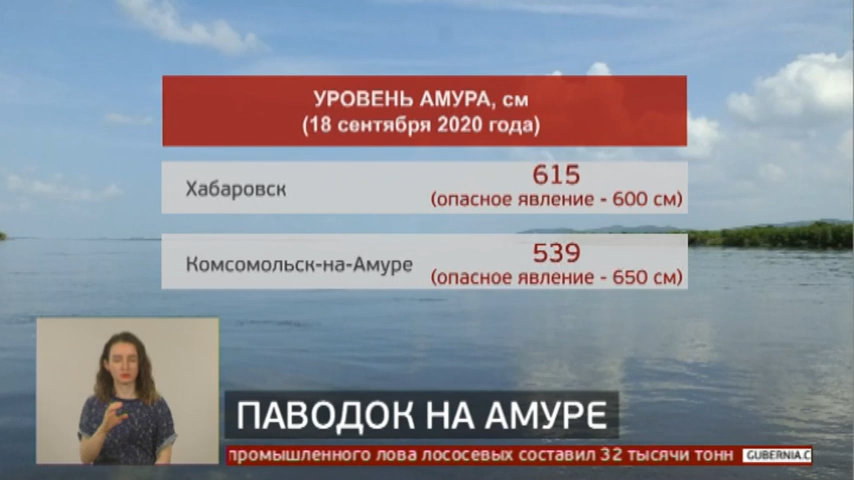 УРОВЕНЬ АМУРА, см
(18 сентября 2020 года)
Хабаровск
615
(опасное явление - 600 см)
Комсомольск-на-Амуре
539
(опасное явление - 650 см)
ПАВОДОК НА АМУРЕ
промышленного лова лососевых составил 32 тысячи тонн
GUBERNIA.C